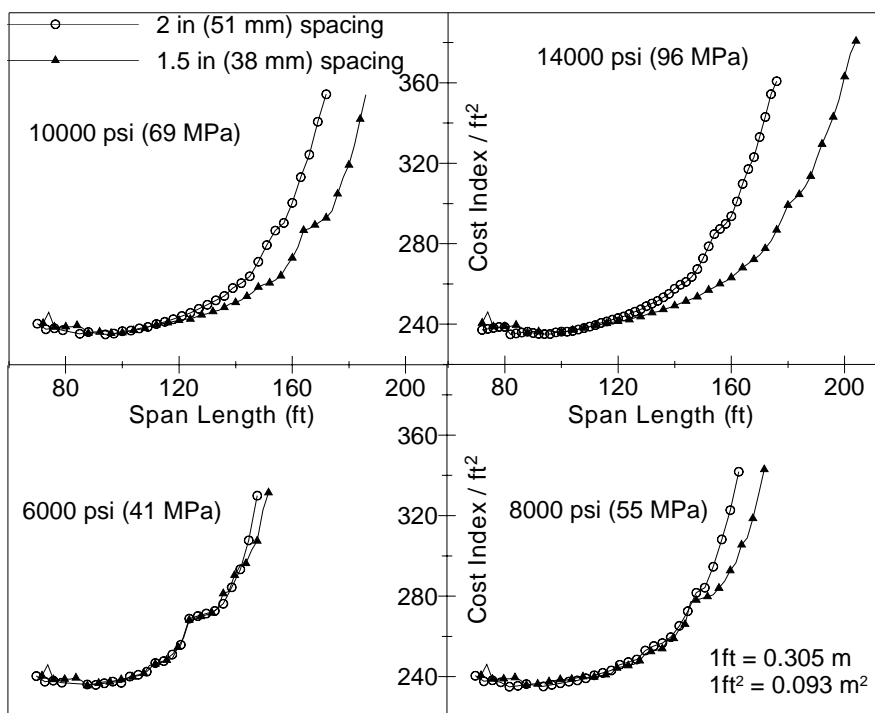 2 in (51 mm) spacing
1.5 in (38 mm) spacing
10000 psi (69 MPa)
14000 psi (96 MPa)
360
320
280
240
Cost Index / ft²
80 120 160 200
Span Length (ft)
80 120 160 200
Span Length (ft)
6000 psi (41 MPa)
8000 psi (55 MPa)
360
320
280
240
Cost Index / ft²
1ft = 0.305 m
1ft² = 0.093 m²